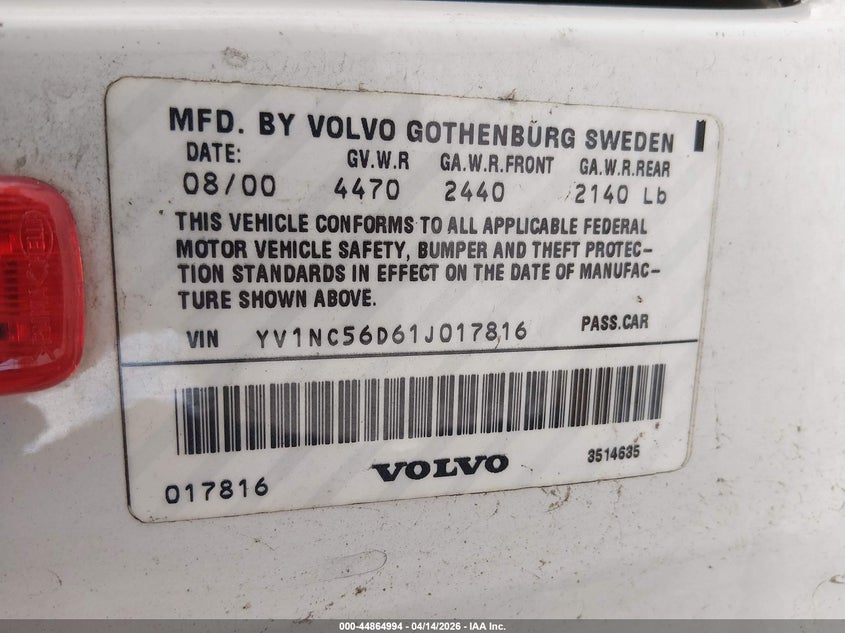 MFD. BY VOLVO GOTHENBURG SWEDEN
DATE: GV.W.R GA.W.R.FRONT GA.W.R.REAR
08/00 4470 2440 2140 Lb
THIS VEHICLE CONFORMS TO ALL APPLICABLE FEDERAL
MOTOR VEHICLE SAFETY, BUMPER AND THEFT PROTEC-
TION STANDARDS IN EFFECT ON THE DATE OF MANUFAC-
TURE SHOWN ABOVE.
VIN YV1NC56D61J017816 PASS.CAR
017816 VOLVO 3514635
000-44864994 - 04/14/2026 - IAA Inc.